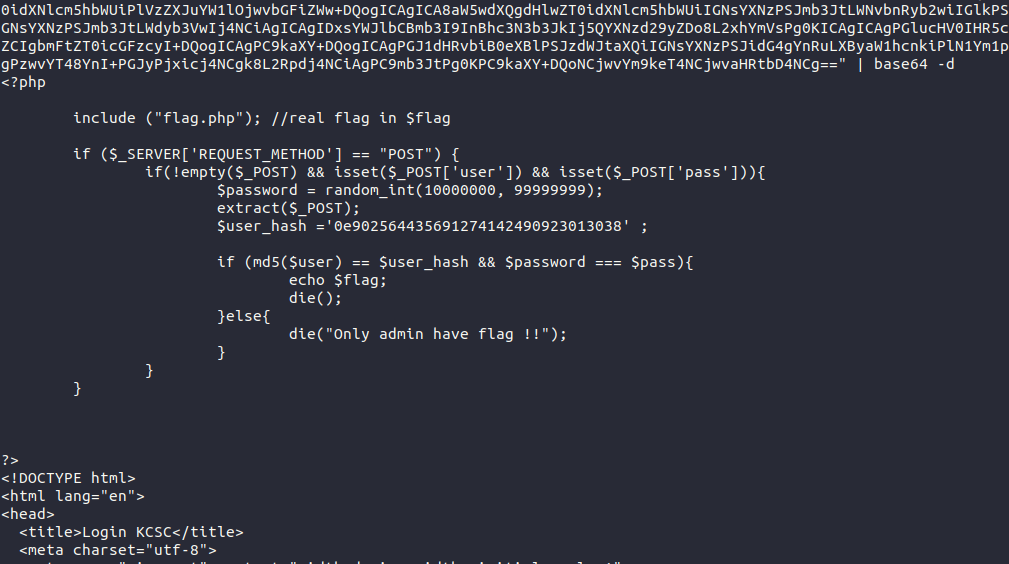 0idXNlcm5hbWUiPlVzZXJuYW1lOjwvbGFiZWw+DQogICAgICA8aW5wdXQgdHlwZT0idXNlcm5hbWUiIGNsYXNzPSJmb3JtLWNvbnRyb2wiIGlkPS
GNsYXNzPSJmb3JtLWdyb3VwIj4NCiAgICAgIDxsYWJlbCBmb3I9InBhc3N3b3JkIj5QYXNzd29yZDo8L2xhYmVsPg0KICAgICAgPGlucHV0IHR5c
ZCIgbmFtZT0icGFzcyI+DQogICAgPC9kaXY+DQogICAgPGJ1dHRvbiB0eXBlPSJzdWJtaXQiIGNsYXNzPSJidG4gYnRuLXByaW1hcnkiPlN1Ym1p
gPzwvYT48YnI+PGJyPjxicj4NCgk8L2Rpdj4NCiAgPC9mb3JtPg0KPC9kaXY+DQoNCjwvYm9keT4NCjwvaHRtbD4NCg==" | base64 -d
<?php
include ("flag.php"); //real flag in $flag
if ($_SERVER['REQUEST_METHOD'] == "POST") {
if(!empty($_POST) && isset($_POST['user']) && isset($_POST['pass'])){
$password = random_int(10000000, 99999999);
extract($_POST);
$user_hash ='0e902564435691274142490923013038' ;
if (md5($user) == $user_hash && $password === $pass){
echo $flag;
die();
}else{
die("Only admin have flag !!");
}
}
}
?>
<!DOCTYPE html>
<html lang="en">
<head>
<title>Login KCSC</title>
<meta charset="utf-8">